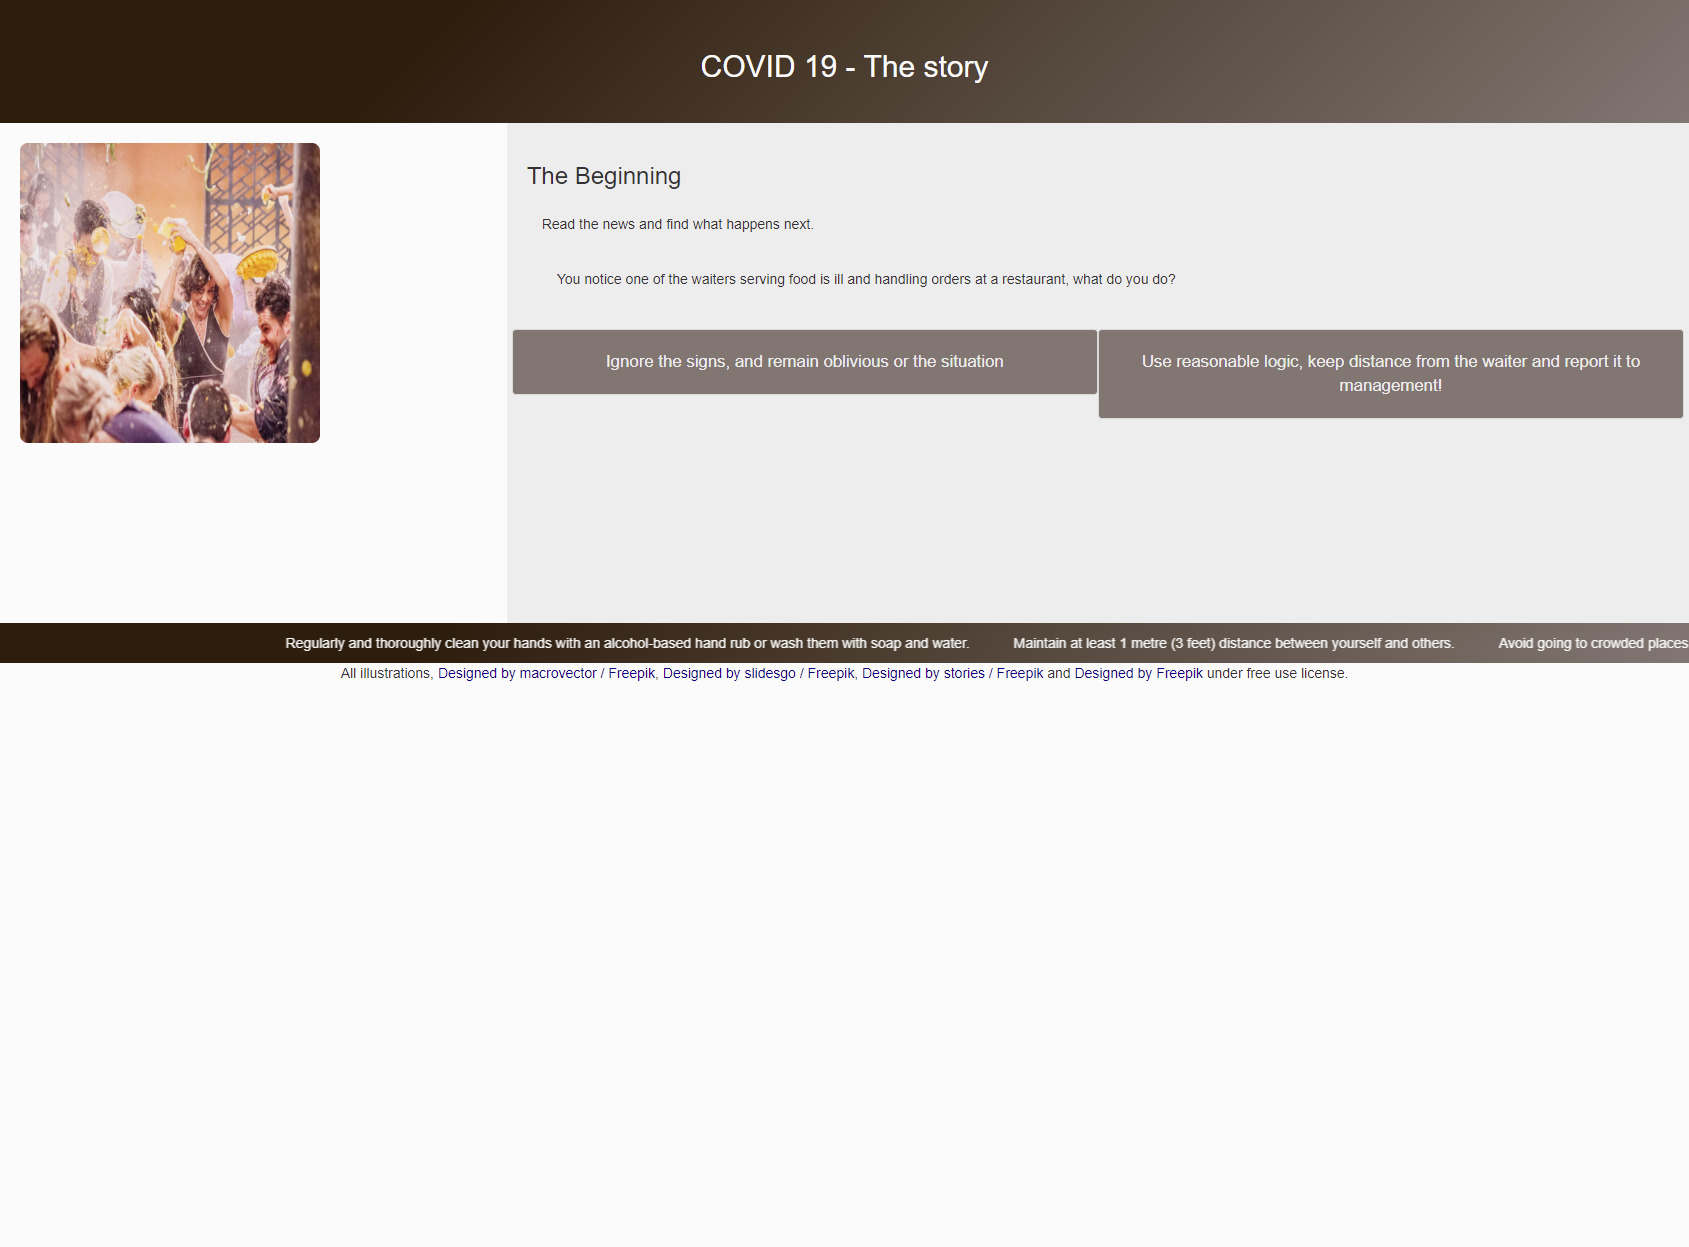 COVID 19 - The story
The Beginning
Read the news and find what happens next.
You notice one of the waiters serving food is ill and handling orders at a restaurant, what do you do?
Ignore the signs, and remain oblivious or the situation
Use reasonable logic, keep distance from the waiter and report it to
management!
Regularly and thoroughly clean your hands with an alcohol-based hand rub or wash them with soap and water. Maintain at least 1 metre (3 feet) distance between yourself and others. Avoid going to crowded places
All illustrations, Designed by macrovector / Freepik, Designed by slidesgo / Freepik, Designed by stories / Freepik and Designed by Freepik under free use license.